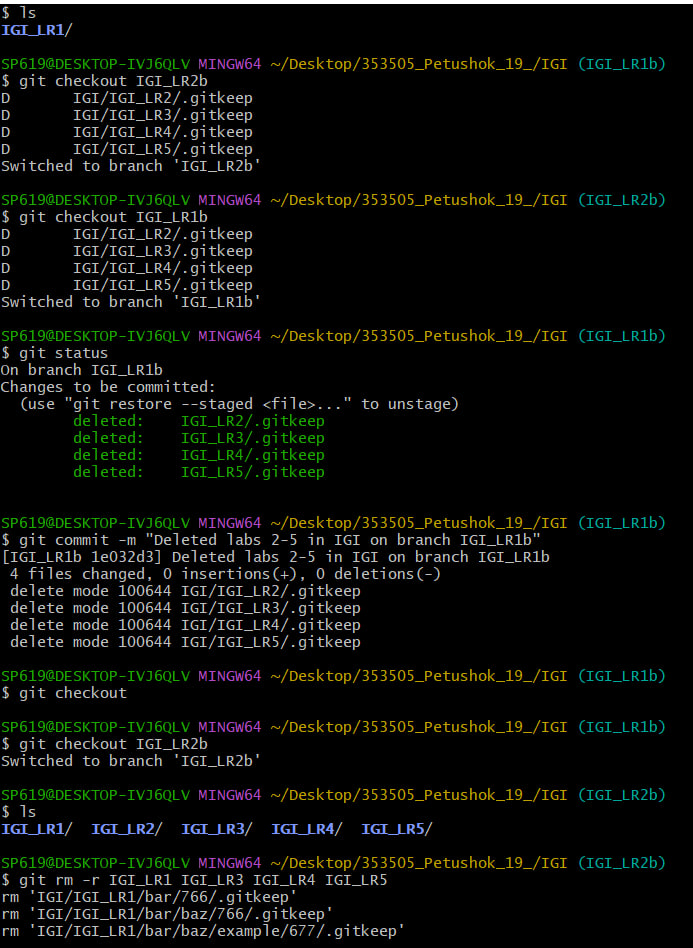 $ ls
IGI_LR1/
SP619@DESKTOP-IVJ6QLV MINGW64 ~/Desktop/353505_Petushok_19_/IGI (IGI_LR1b)
$ git checkout IGI_LR2b
D       IGI/IGI_LR2/.gitkeep
D       IGI/IGI_LR3/.gitkeep
D       IGI/IGI_LR4/.gitkeep
D       IGI/IGI_LR5/.gitkeep
Switched to branch 'IGI_LR2b'
SP619@DESKTOP-IVJ6QLV MINGW64 ~/Desktop/353505_Petushok_19_/IGI (IGI_LR2b)
$ git checkout IGI_LR1b
D       IGI/IGI_LR2/.gitkeep
D       IGI/IGI_LR3/.gitkeep
D       IGI/IGI_LR4/.gitkeep
D       IGI/IGI_LR5/.gitkeep
Switched to branch 'IGI_LR1b'
SP619@DESKTOP-IVJ6QLV MINGW64 ~/Desktop/353505_Petushok_19_/IGI (IGI_LR1b)
$ git status
On branch IGI_LR1b
Changes to be committed:
  (use "git restore --staged <file>..." to unstage)
        deleted:    IGI_LR2/.gitkeep
        deleted:    IGI_LR3/.gitkeep
        deleted:    IGI_LR4/.gitkeep
        deleted:    IGI_LR5/.gitkeep
SP619@DESKTOP-IVJ6QLV MINGW64 ~/Desktop/353505_Petushok_19_/IGI (IGI_LR1b)
$ git commit -m "Deleted labs 2-5 in IGI on branch IGI_LR1b"
[IGI_LR1b 1e032d3] Deleted labs 2-5 in IGI on branch IGI_LR1b
 4 files changed, 0 insertions(+), 0 deletions(-)
 delete mode 100644 IGI/IGI_LR2/.gitkeep
 delete mode 100644 IGI/IGI_LR3/.gitkeep
 delete mode 100644 IGI/IGI_LR4/.gitkeep
 delete mode 100644 IGI/IGI_LR5/.gitkeep
SP619@DESKTOP-IVJ6QLV MINGW64 ~/Desktop/353505_Petushok_19_/IGI (IGI_LR1b)
$ git checkout
SP619@DESKTOP-IVJ6QLV MINGW64 ~/Desktop/353505_Petushok_19_/IGI (IGI_LR1b)
$ git checkout IGI_LR2b
Switched to branch 'IGI_LR2b'
SP619@DESKTOP-IVJ6QLV MINGW64 ~/Desktop/353505_Petushok_19_/IGI (IGI_LR2b)
$ ls
IGI_LR1/  IGI_LR2/  IGI_LR3/  IGI_LR4/  IGI_LR5/
SP619@DESKTOP-IVJ6QLV MINGW64 ~/Desktop/353505_Petushok_19_/IGI (IGI_LR2b)
$ git rm -r IGI_LR1 IGI_LR3 IGI_LR4 IGI_LR5
rm 'IGI/IGI_LR1/bar/766/.gitkeep'
rm 'IGI/IGI_LR1/bar/baz/766/.gitkeep'
rm 'IGI/IGI_LR1/bar/baz/example/677/.gitkeep'